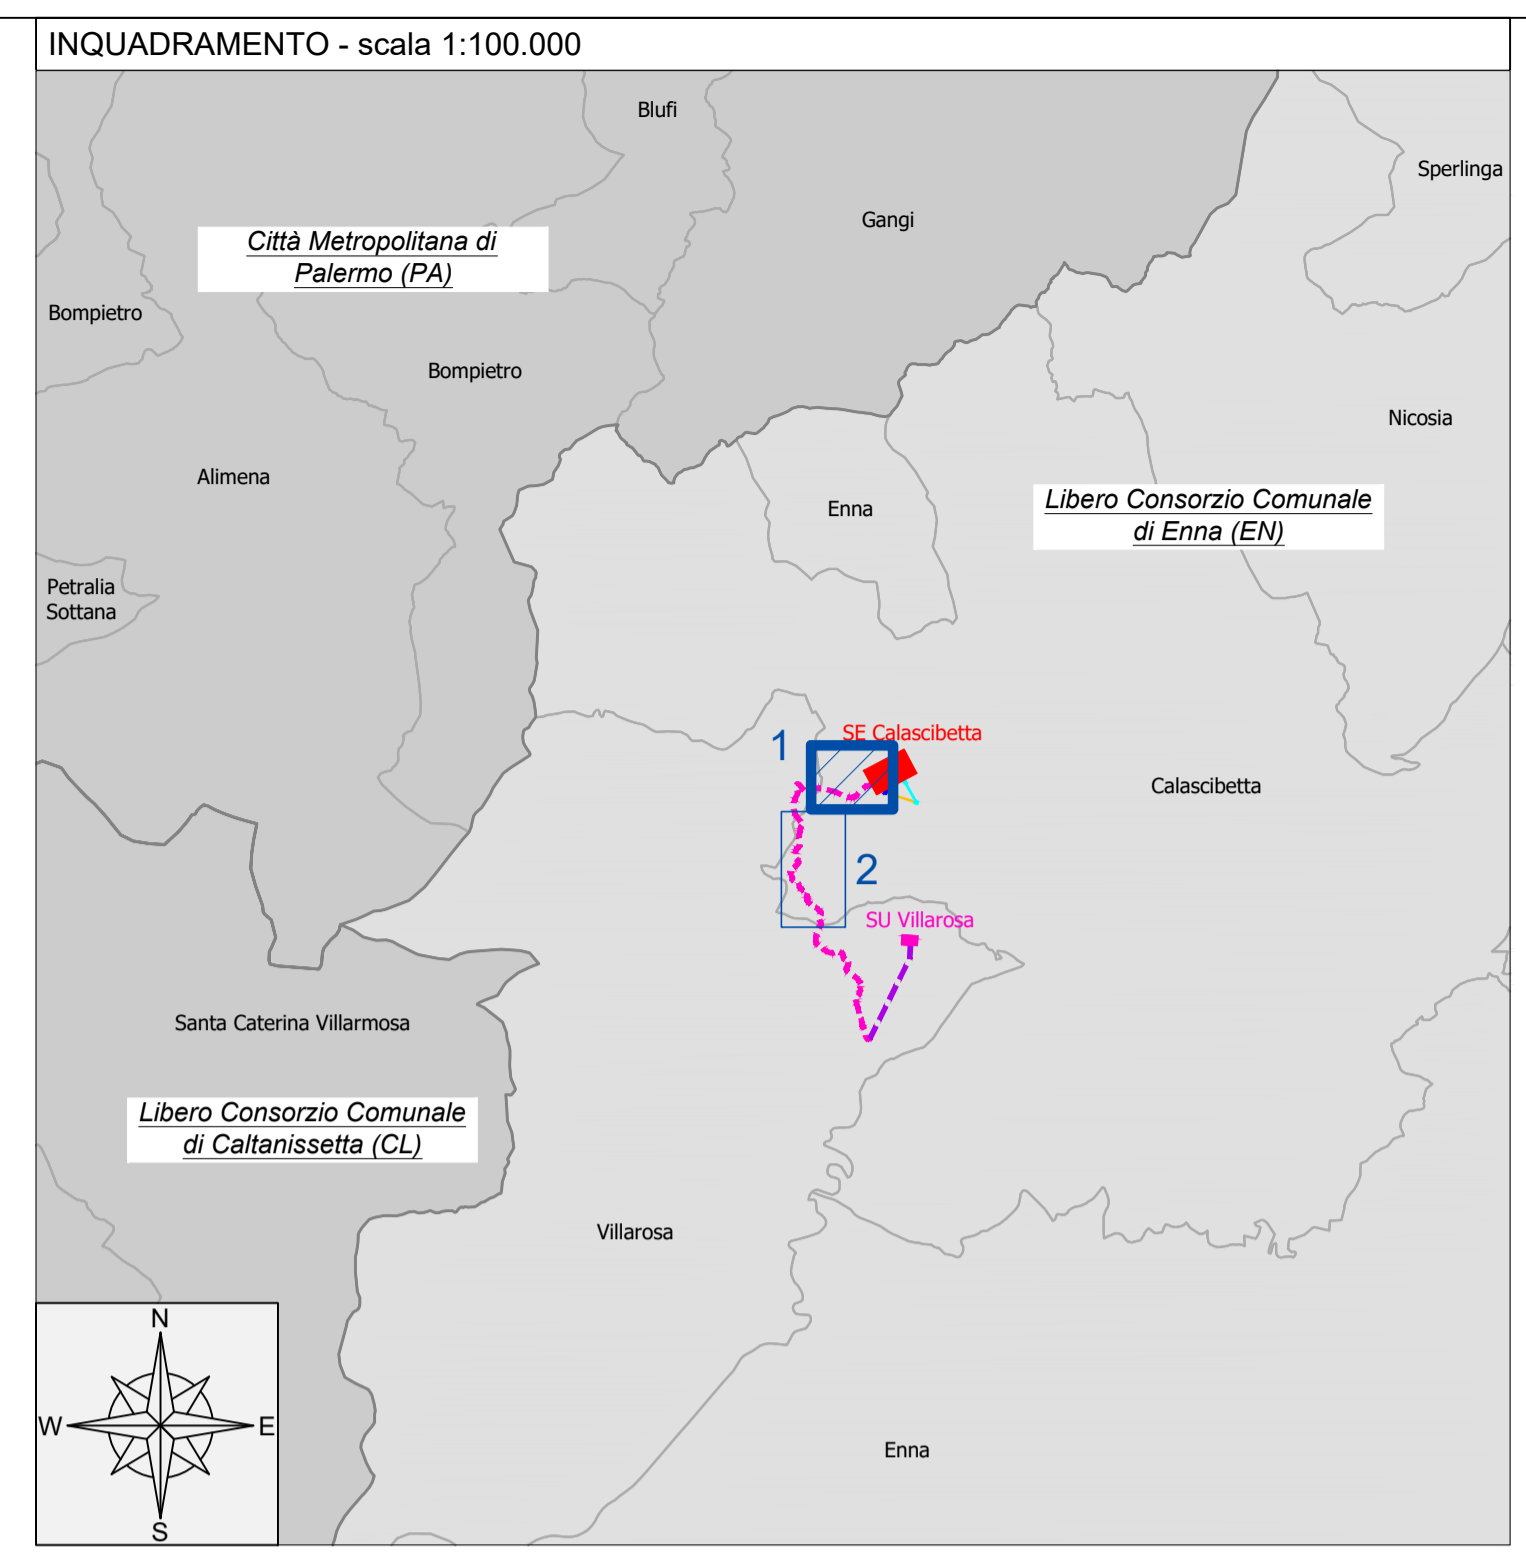 INQUADRAMENTO - scala 1:100.000
Blufi
Sperlinga
Gangi
Città Metropolitana di
Palermo (PA)
Bompietro
Bompietro
Nicosia
Alimena
Libero Consorzio Comunale
di Enna (EN)
Enna
Petralia
Sottana
SE Calascibetta
1
Calascibetta
2
SU Villarosa
Santa Caterina Villarmosa
Libero Consorzio Comunale
di Caltanissetta (CL)
Villarosa
N
W
E
S
Enna